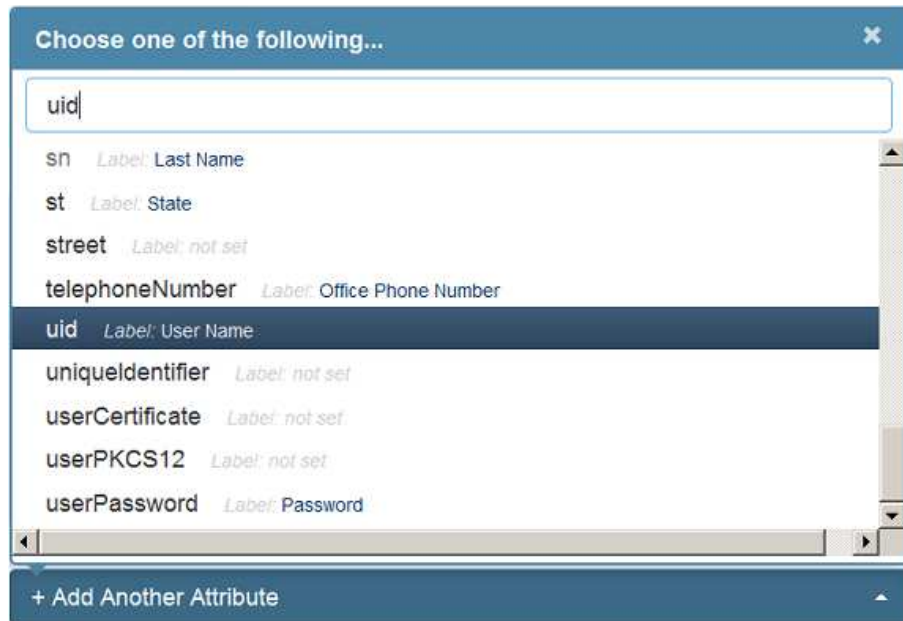 Choose one of the following...
uid
sn Label: Last Name
st Label: State
street Label: not set
telephoneNumber Label: Office Phone Number
uid Label: User Name
uniqueIdentifier Label: not set
userCertificate Label: not set
userPKCS12 Label: not set
userPassword Label: Password
+ Add Another Attribute